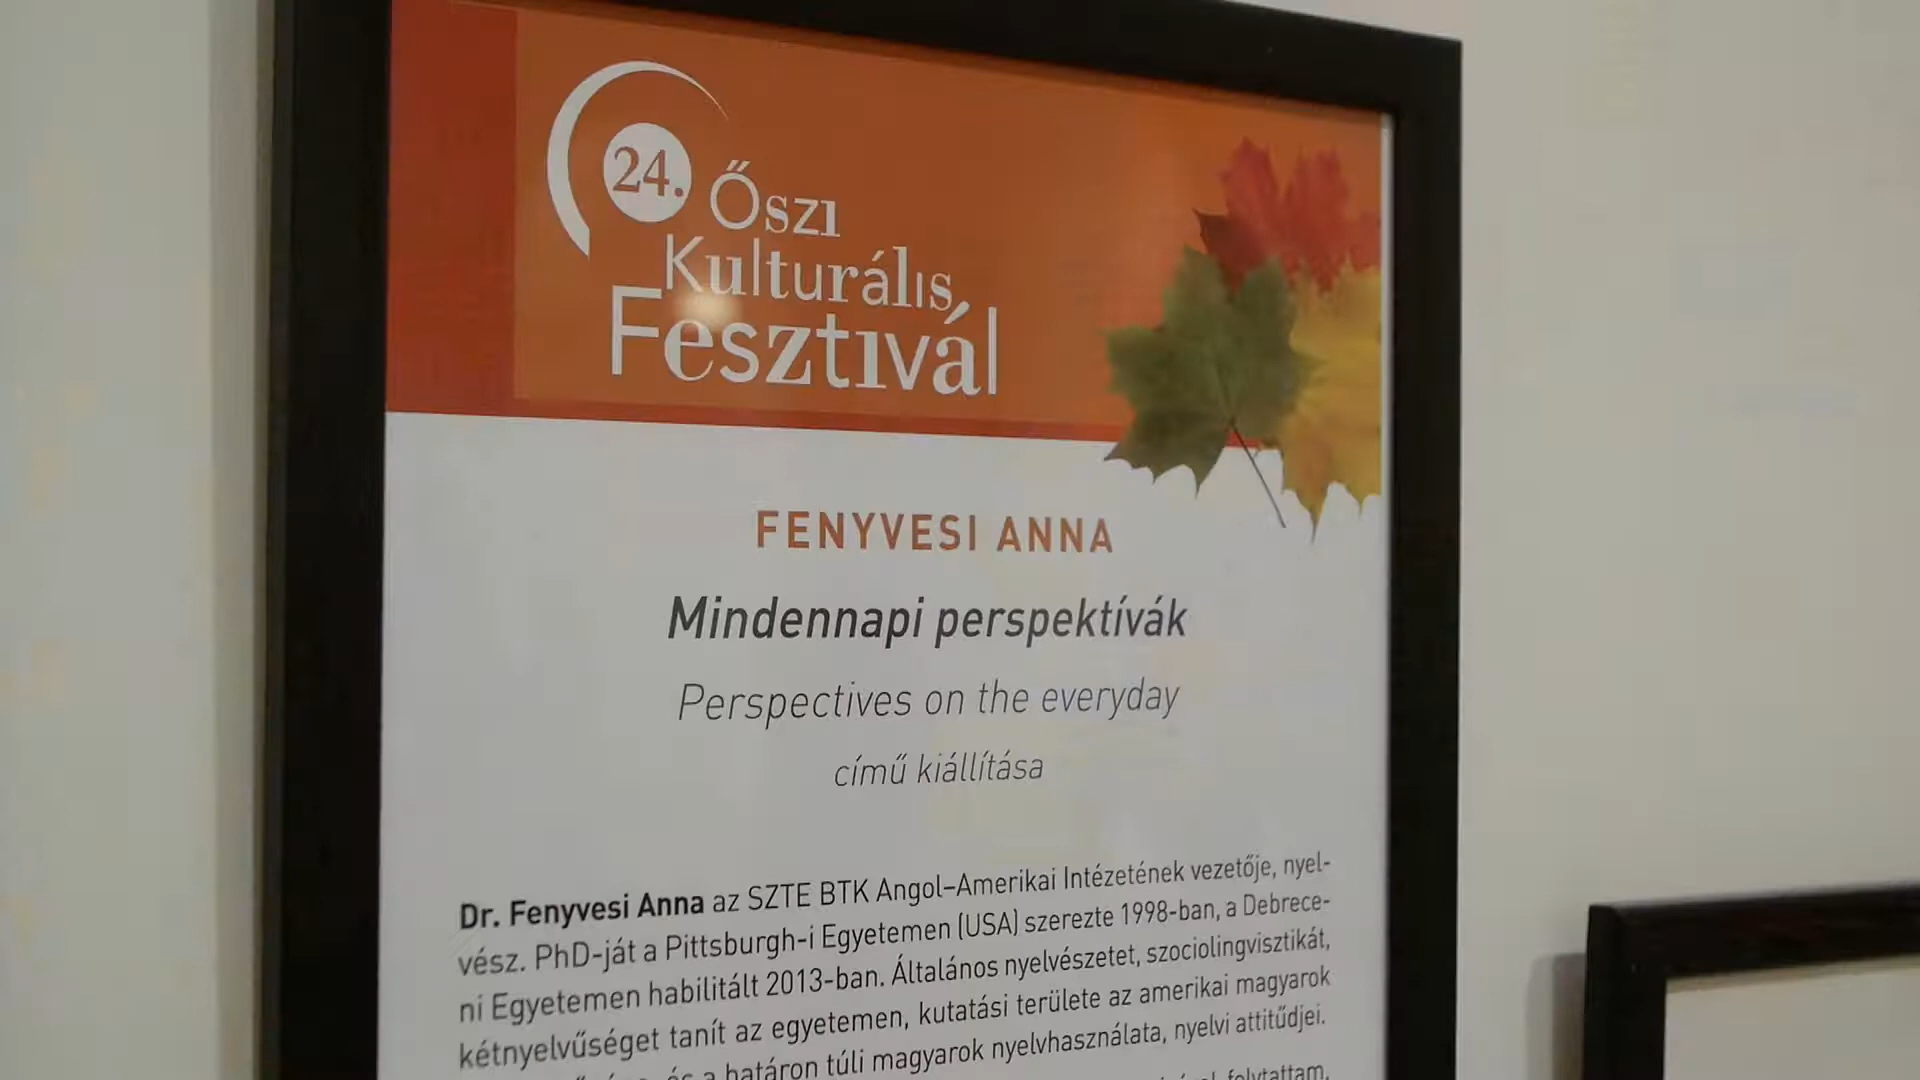 24. Őszi
Kulturális
Fesztivál
FENYVESI ANNA
Mindennapi perspektívák
Perspectives on the everyday
című kiállítása
Dr. Fenyvesi Anna az SZTE BTK Angol–Amerikai Intézetének vezetője, nyel-
vész. PhD-ját a Pittsburgh-i Egyetemen (USA) szerezte 1998-ban, a Debrece-
ni Egyetemen habilitált 2013-ban. Általános nyelvészetet, szociolingvisztikát,
kétnyelvűséget tanít az egyetemen, kutatási területe az amerikai magyarok
és a határon túli magyarok nyelvhasználata, nyelvi attitűdjei.
folytattam,